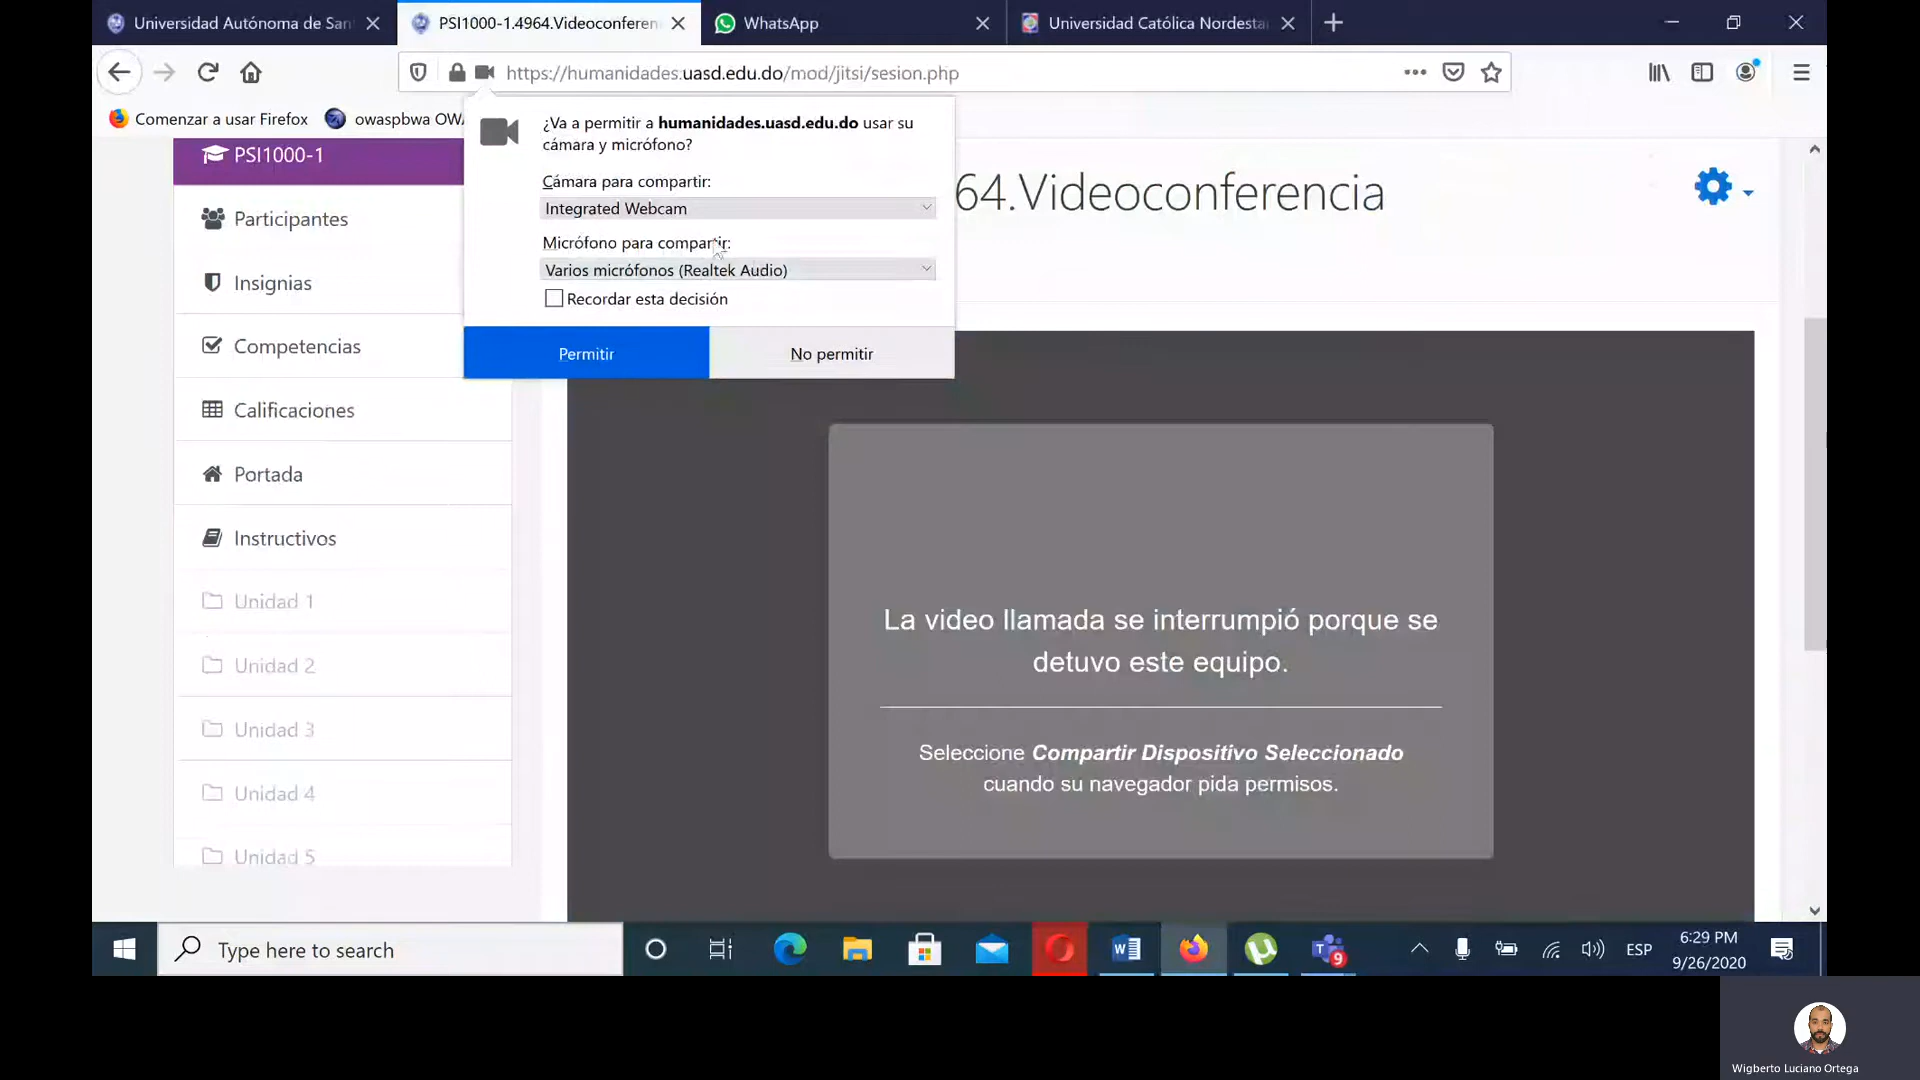 Universidad Autónoma de San
PSI1000-1.4964.Videoconferen
WhatsApp
Universidad Católica Nordesta
https://humanidades.uasd.edu.do/mod/jitsi/sesion.php
Comenzar a usar Firefox
owaspbwa OWA
¿Va a permitir a humanidades.uasd.edu.do usar su
cámara y micrófono?
Cámara para compartir:
Integrated Webcam
Micrófono para compartir:
Varios micrófonos (Realtek Audio)
Recordar esta decisión
Permitir
No permitir
PSI1000-1
Participantes
Insignias
Competencias
Calificaciones
Portada
Instructivos
Unidad 1
Unidad 2
Unidad 3
Unidad 4
Unidad 5
64.Videoconferencia
La video llamada se interrumpió porque se
detuvo este equipo.
Seleccione Compartir Dispositivo Seleccionado
cuando su navegador pida permisos.
Type here to search
9
ESP
6:29 PM
9/26/2020
Wigberto Luciano Ortega